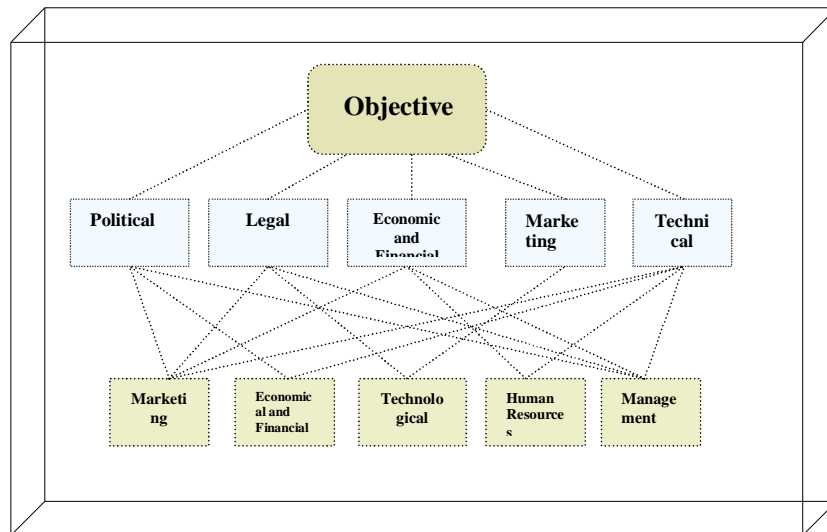 Objective
Political
Legal
Economic
and
Financial
Marke
ting
Techni
cal
Marketi
ng
Economic
al and
Financial
Technolo
gical
Human
Resource
s
Manage
ment